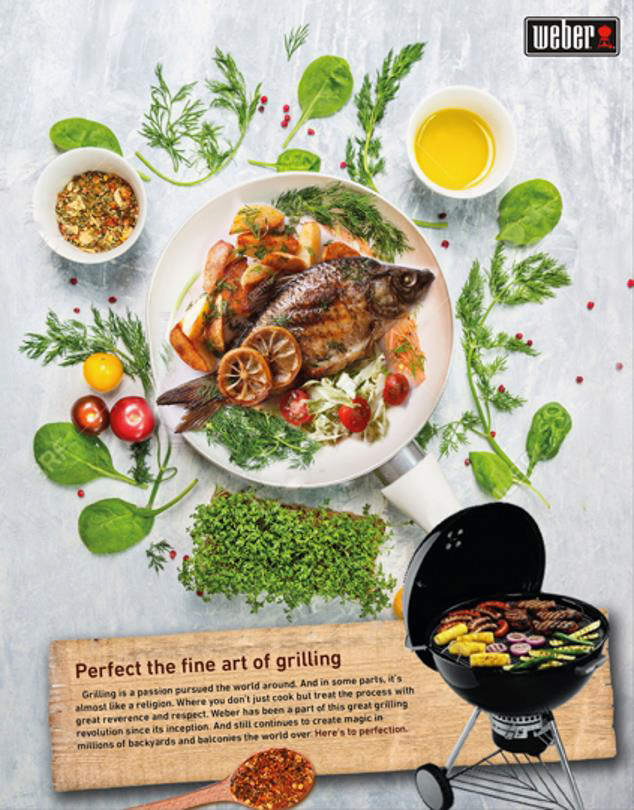 weber
Perfect the fine art of grilling
Grilling is a passion pursued the world around. And in some parts, it's
almost like a religion. Where you don't just cook but treat the process with
great reverence and respect. Weber has been a part of this great grilling
revolution since its inception. And still continues to create magic in
millions of backyards and balconies the world over. Here's to perfection.